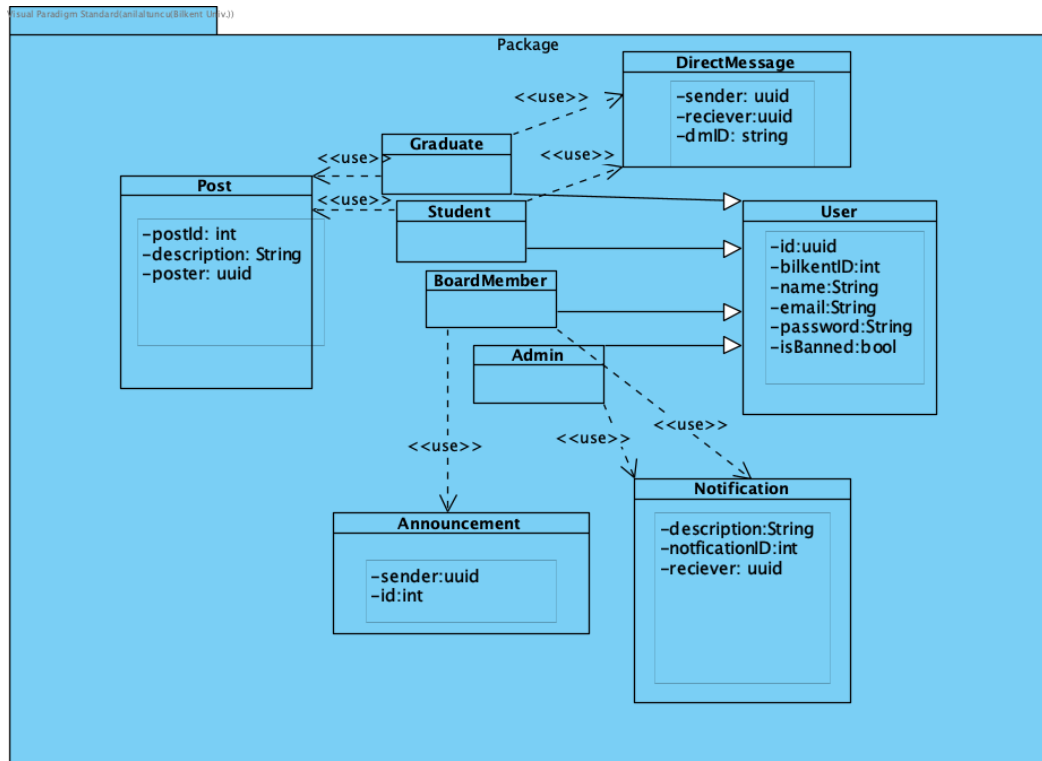 Visual Paradigm Standard(anilaltuncu(Bilkent Univ.))
Package
DirectMessage
-sender: uuid
-reciever:uuid
-dmID: string
<<use>>
<<use>>
Graduate
<<use>>
<<use>>
Student
Post
-postId: int
-description: String
-poster: uuid
BoardMember
Admin
User
-id:uuid
-bilkentID:int
-name:String
-email:String
-password:String
-isBanned:bool
<<use>>
<<use>>
<<use>>
Announcement
-sender:uuid
-id:int
Notification
-description:String
-notficationID:int
-reciever: uuid